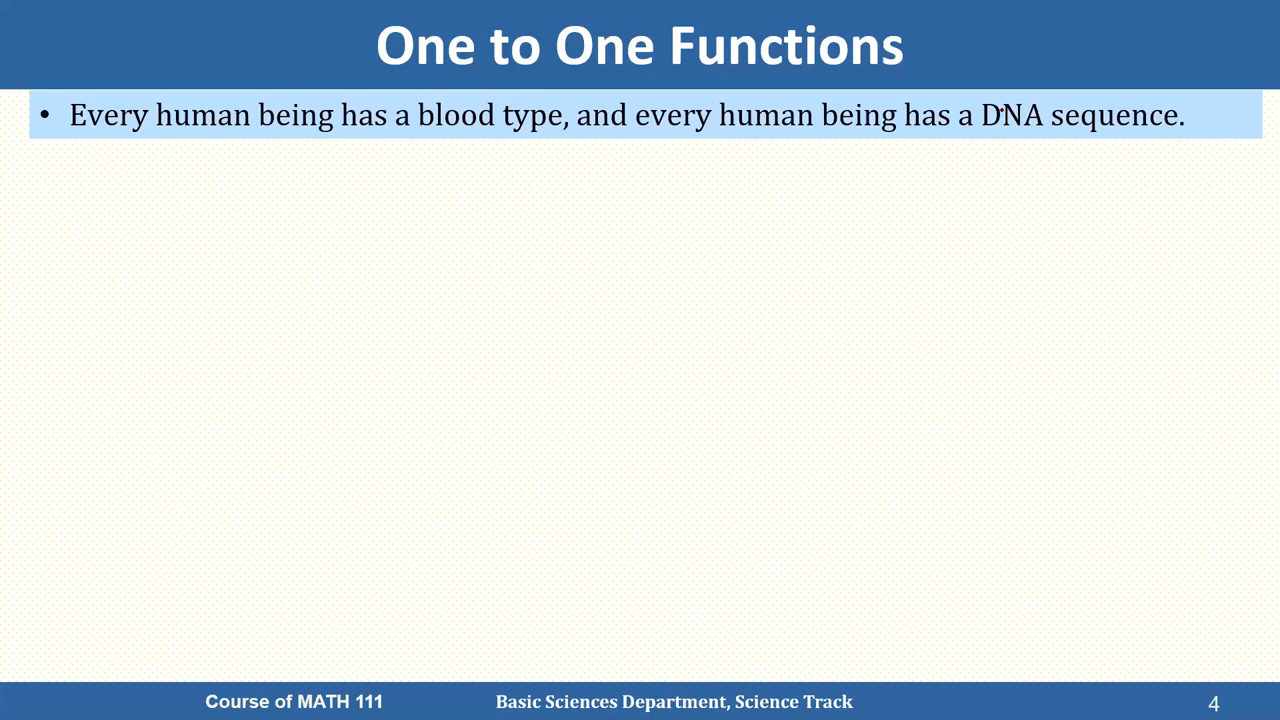 One to One Functions
• Every human being has a blood type, and every human being has a DNA sequence.
Course of MATH 111 Basic Sciences Department, Science Track 4